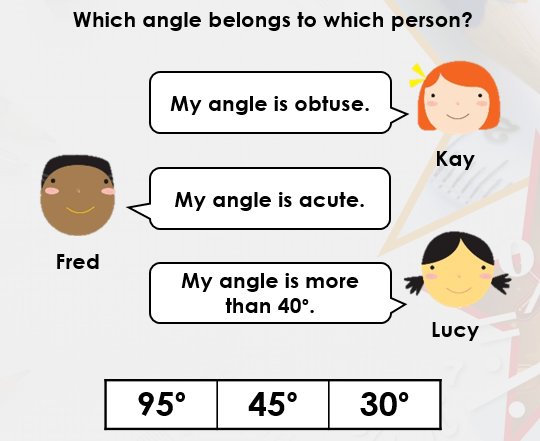 Which angle belongs to which person?
My angle is obtuse.
Kay
My angle is acute.
Fred
My angle is more
than 40°.
Lucy
95° 45° 30°